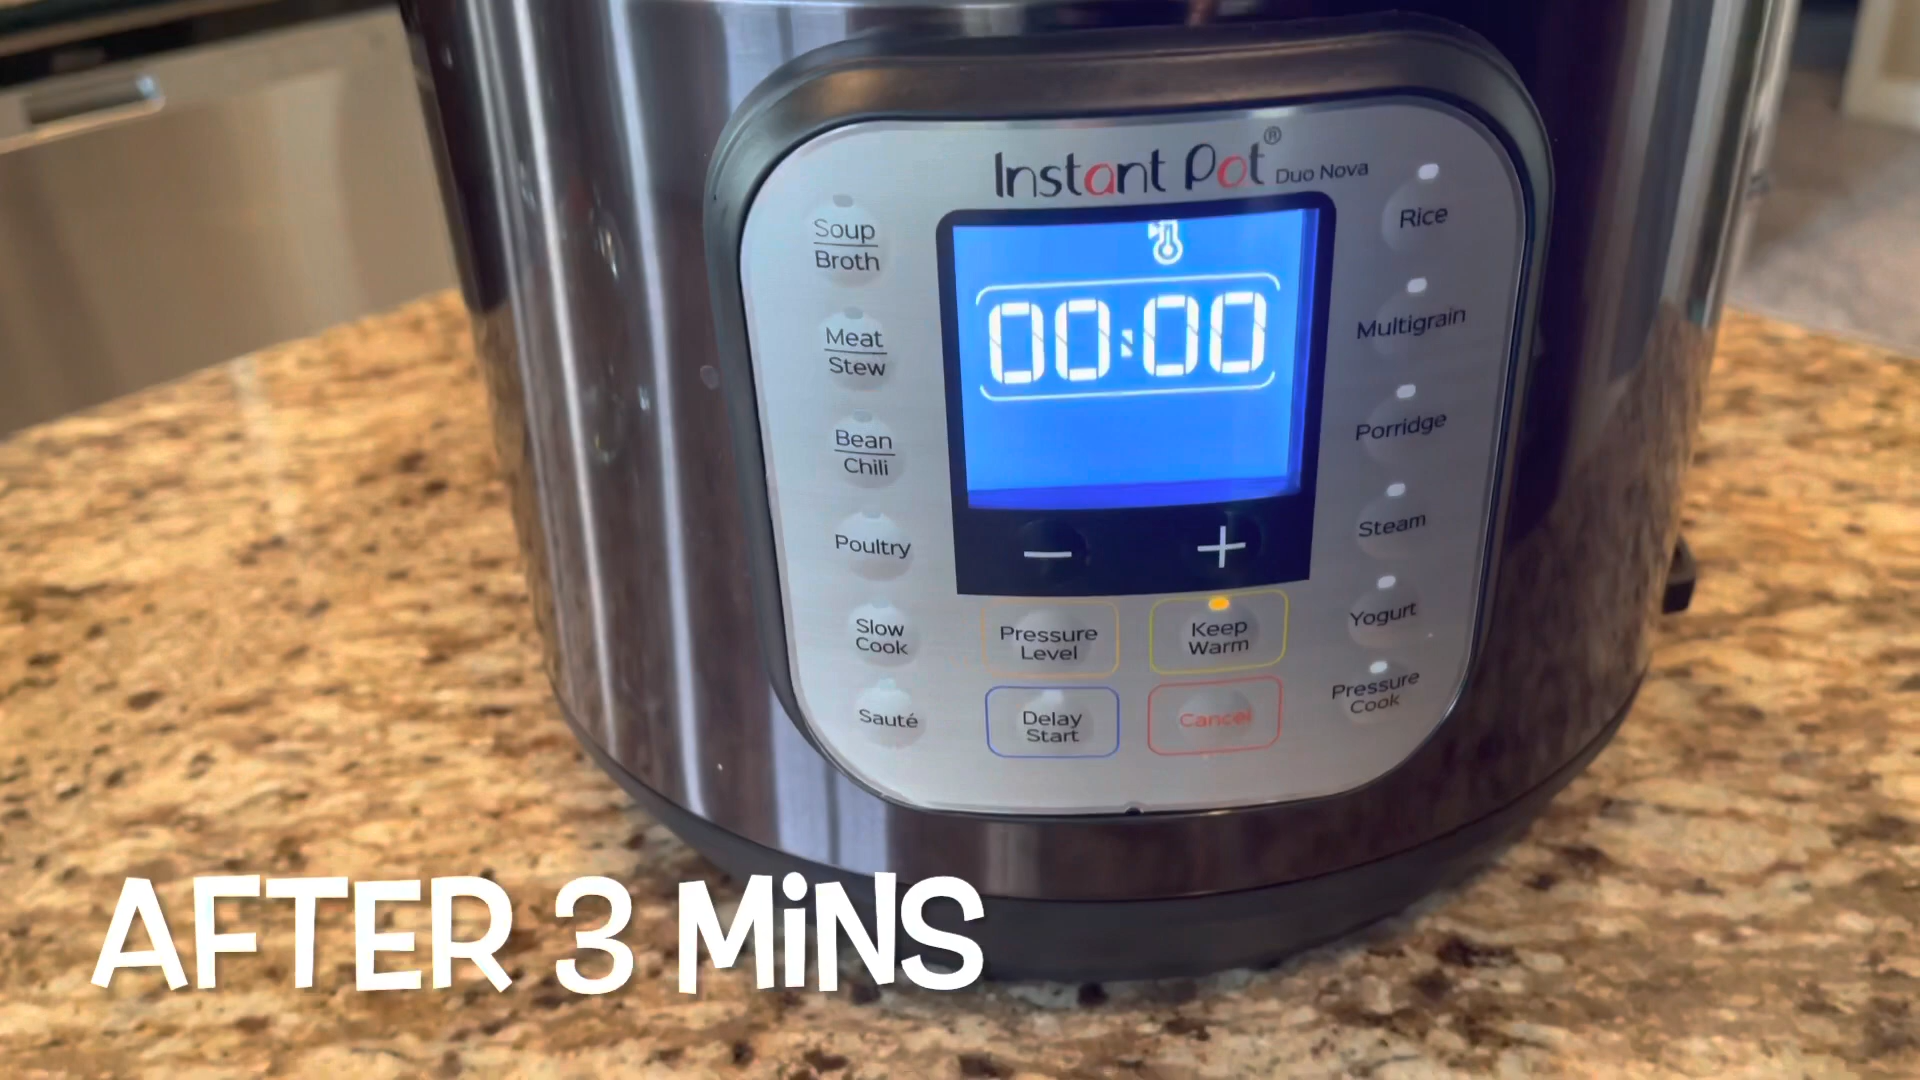 Instant Pot® Duo Nova
00:00
Soup
Broth
Meat
Stew
Bean
Chili
Poultry
Slow
Cook
Sauté
Rice
Multigrain
Porridge
Steam
Yogurt
Pressure
Cook
− +
Pressure
Level
Keep
Warm
Delay
Start
Cancel
AFTER 3 MiNS